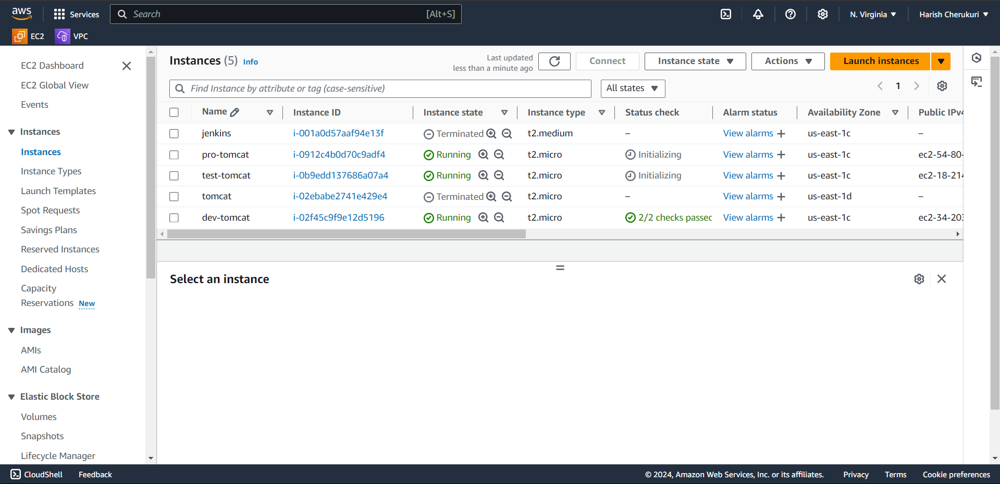 aws Services Search [Alt+S] N. Virginia Harish Cherukuri
EC2 VPC
EC2 Dashboard
EC2 Global View
Events
Instances
Instances
Instance Types
Launch Templates
Spot Requests
Savings Plans
Reserved Instances
Dedicated Hosts
Capacity
Reservations New
Images
AMIs
AMI Catalog
Elastic Block Store
Volumes
Snapshots
Lifecycle Manager
Instances (5) Info
Last updated
less than a minute ago
Connect Instance state Actions Launch instances
Find Instance by attribute or tag (case-sensitive) All states 1
Name Instance ID Instance state Instance type Status check Alarm status Availability Zone Public IPv4
jenkins i-001a0d57aaf94e13f Terminated t2.medium – View alarms + us-east-1c –
pro-tomcat i-0912c4b0d70c9adf4 Running t2.micro Initializing View alarms + us-east-1c ec2-54-80-
test-tomcat i-0b9edd137686a07a4 Running t2.micro Initializing View alarms + us-east-1c ec2-18-214
tomcat i-02ebabe2741e429e4 Terminated t2.micro – View alarms + us-east-1d –
dev-tomcat i-02f45c9f9e12d5196 Running t2.micro 2/2 checks passed View alarms + us-east-1c ec2-34-203
Select an instance
CloudShell Feedback © 2024, Amazon Web Services, Inc. or its affiliates. Privacy Terms Cookie preferences